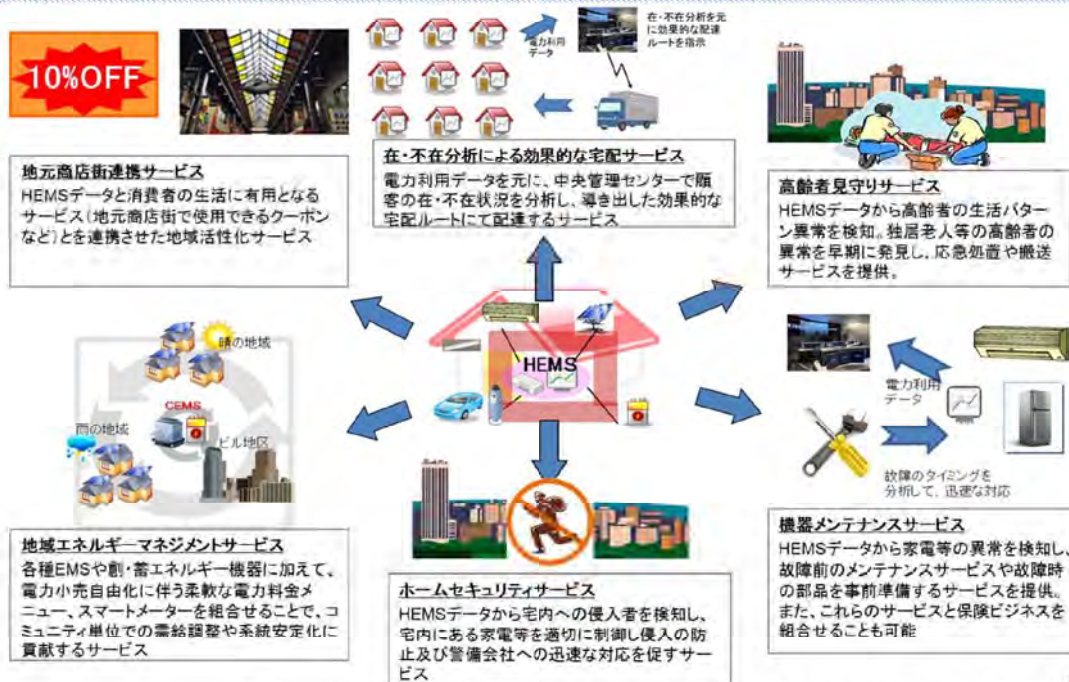 10%OFF
電力利用
データ
在・不在分析を元
に効果的な配達
ルートを指示
地元商店街連携サービス
HEMSデータと消費者の生活に有用となる
サービス(地元商店街で使用できるクーポン
など)とを連携させた地域活性化サービス
在・不在分析による効果的な宅配サービス
電力利用データを元に、中央管理センターで顧
客の在・不在状況を分析し、導き出した効果的な
宅配ルートにて配達するサービス
高齢者見守りサービス
HEMSデータから高齢者の生活パター
ン異常を検知。独居老人等の高齢者の
異常を早期に発見し、応急処置や搬送
サービスを提供。
HEMS
晴の地域
CEMS
雨の地域
ビル地区
電力利用
データ
故障のタイミングを
分析して、迅速な対応
地域エネルギーマネジメントサービス
各種EMSや創・蓄エネルギー機器に加えて、
電力小売自由化に伴う柔軟な電力料金メ
ニュー、スマートメーターを組合せることで、コ
ミュニティ単位での需給調整や系統安定化に
貢献するサービス
ホームセキュリティサービス
HEMSデータから宅内への侵入者を検知し、
宅内にある家電等を適切に制御し侵入の防
止及び警備会社への迅速な対応を促すサー
ビス
機器メンテナンスサービス
HEMSデータから家電等の異常を検知し、
故障前のメンテナンスサービスや故障時
の部品を事前準備するサービスを提供。
また、これらのサービスと保険ビジネスを
組合せることも可能